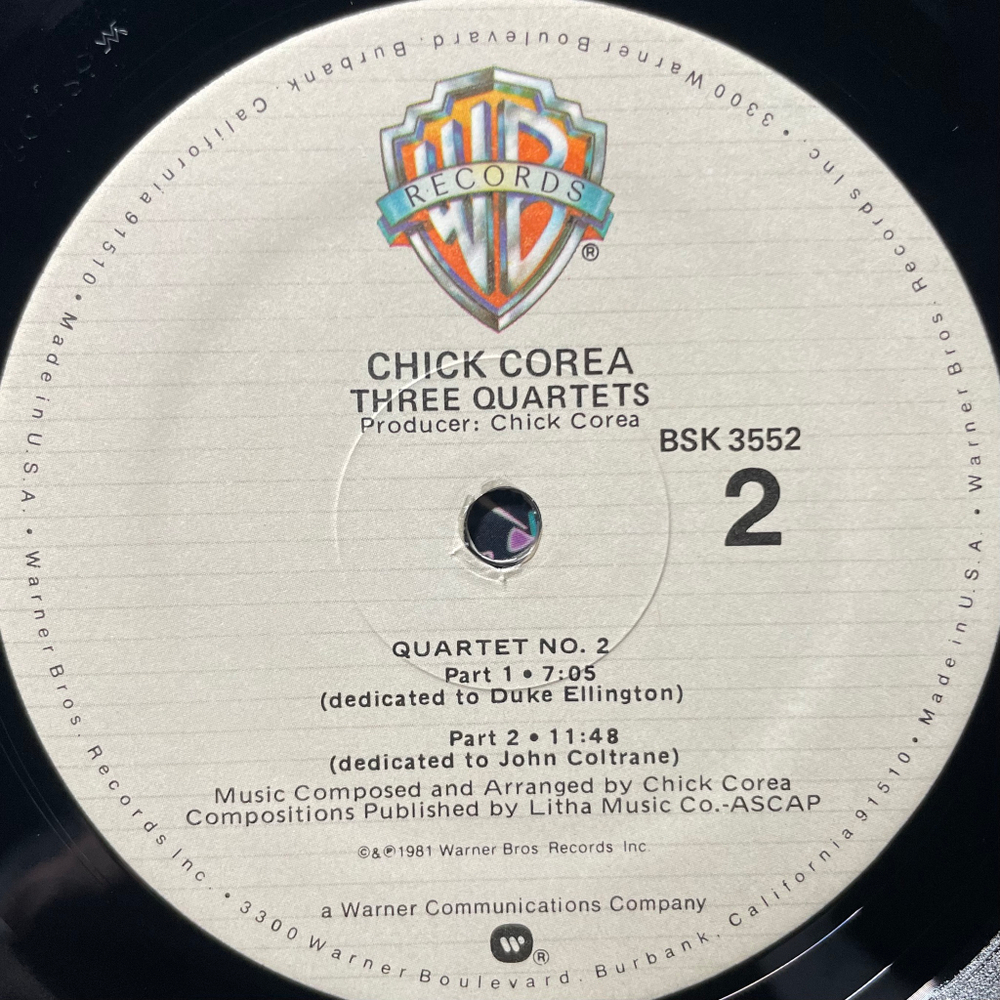 WB
RECORDS
®
CHICK COREA
THREE QUARTETS
Producer: Chick Corea
BSK 3552
2
QUARTET NO. 2
Part 1 • 7:05
(dedicated to Duke Ellington)
Part 2 • 11:48
(dedicated to John Coltrane)
Music Composed and Arranged by Chick Corea
Compositions Published by Litha Music Co.-ASCAP
©&℗1981 Warner Bros Records Inc.
a Warner Communications Company
®
• Warner Bros. Records Inc. • 3300 Warner Boulevard. Burbank. California 91510 • Made in U.S.A. • Warner Bros. Records Inc. • 3300 Warner Boulevard. Burbank. California 91510 • Made in U.S.A.